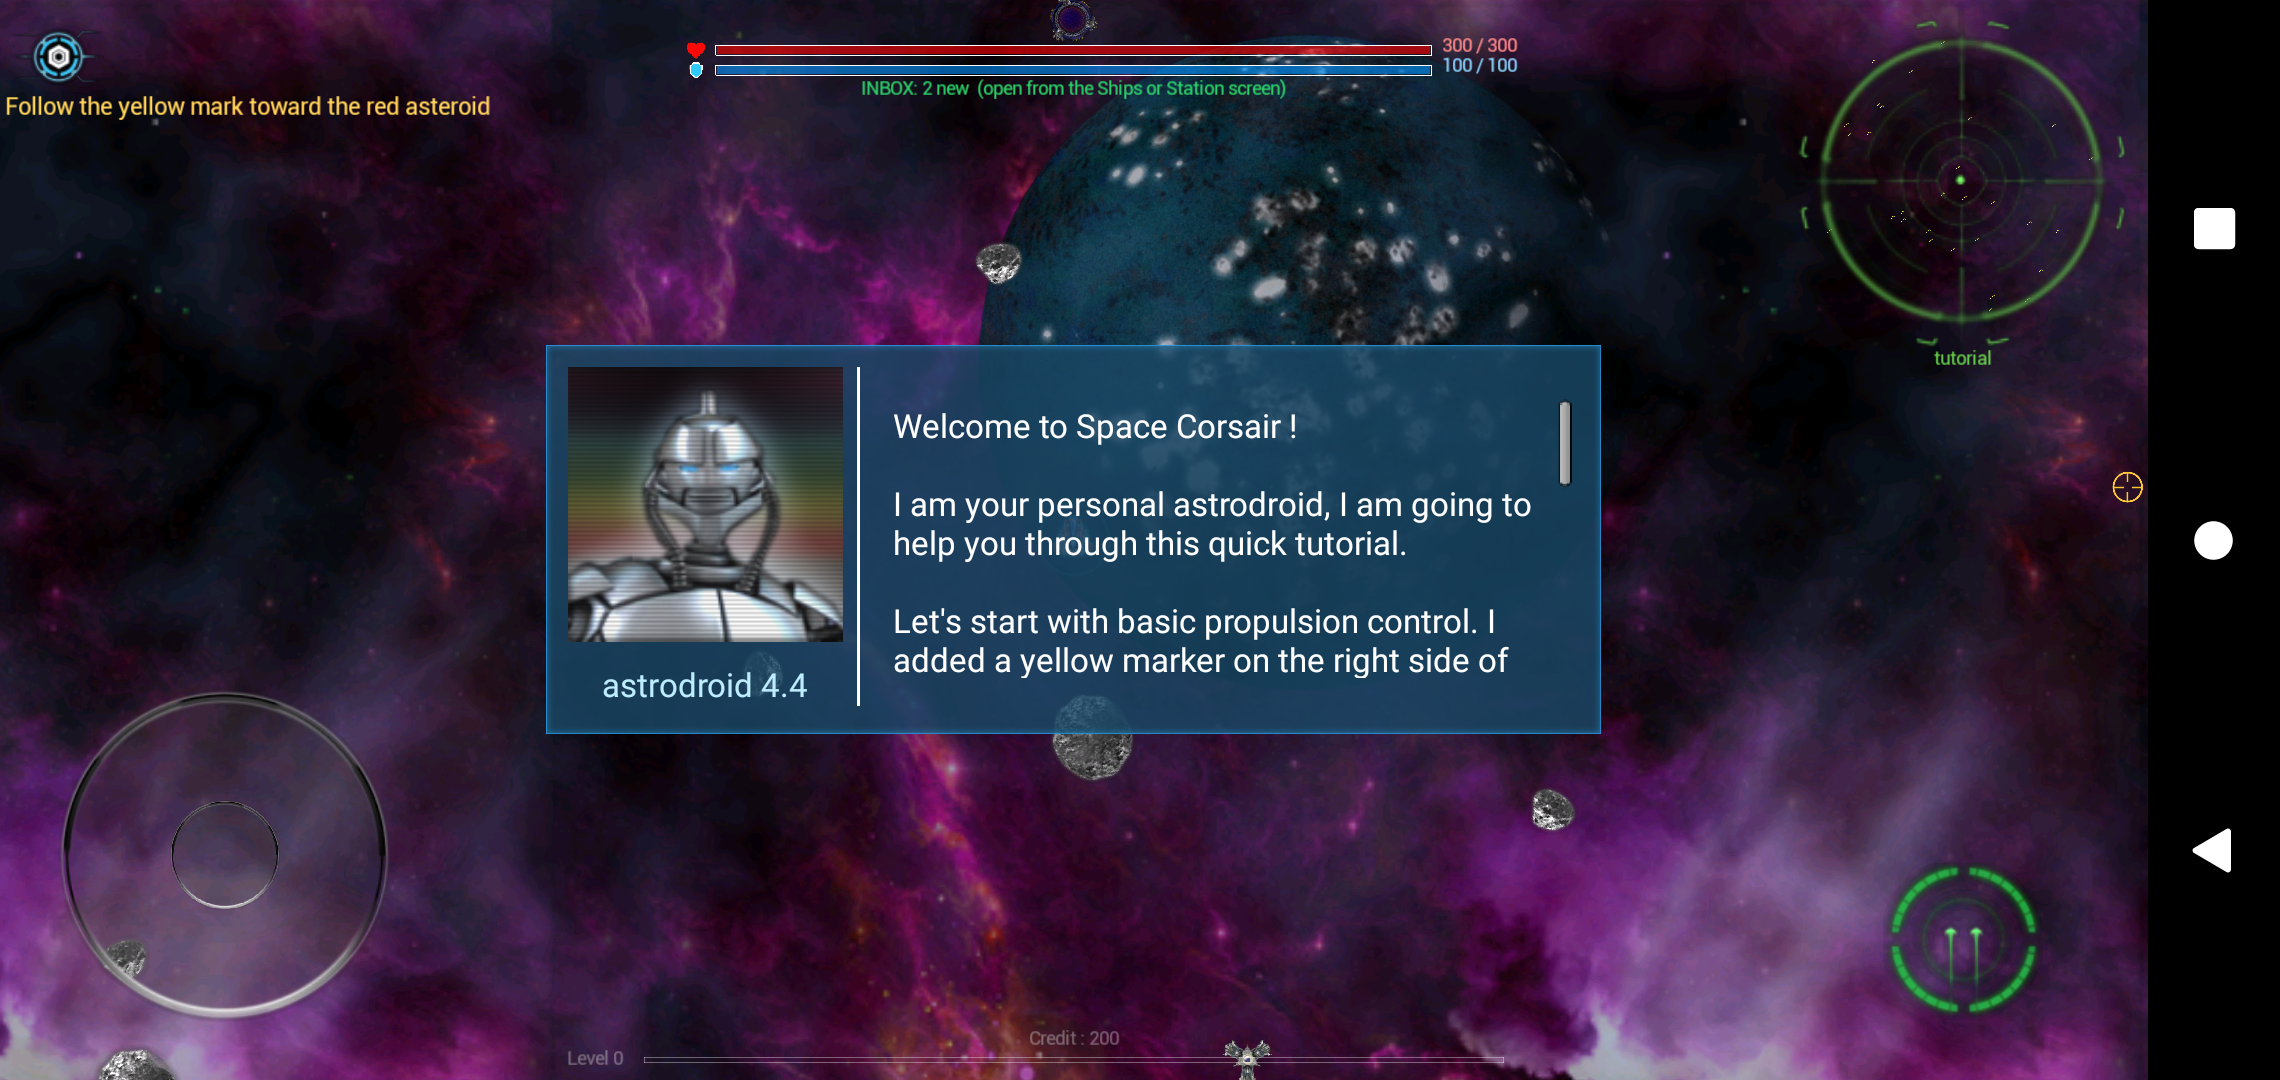 300 / 300
100 / 100
INBOX: 2 new (open from the Ships or Station screen)
Follow the yellow mark toward the red asteroid
tutorial
Welcome to Space Corsair !
I am your personal astrodroid, I am going to
help you through this quick tutorial.
Let's start with basic propulsion control. I
added a yellow marker on the right side of
astrodroid 4.4
Credit : 200
Level 0